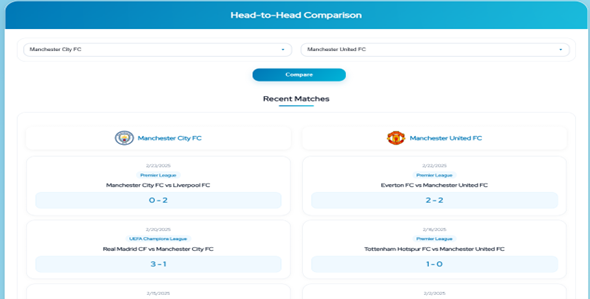 Head-to-Head Comparison
Manchester City FC
Manchester United FC
Compare
Recent Matches
Manchester City FC
Manchester United FC
2/23/2025
Premier League
Manchester City FC vs Liverpool FC
0 - 2
2/22/2025
Premier League
Everton FC vs Manchester United FC
2 - 2
UEFA Champions League
Real Madrid CF vs Manchester City FC
3 - 1
2/16/2025
Premier League
Tottenham Hotspur FC vs Manchester United FC
1 - 0
2/15/2025